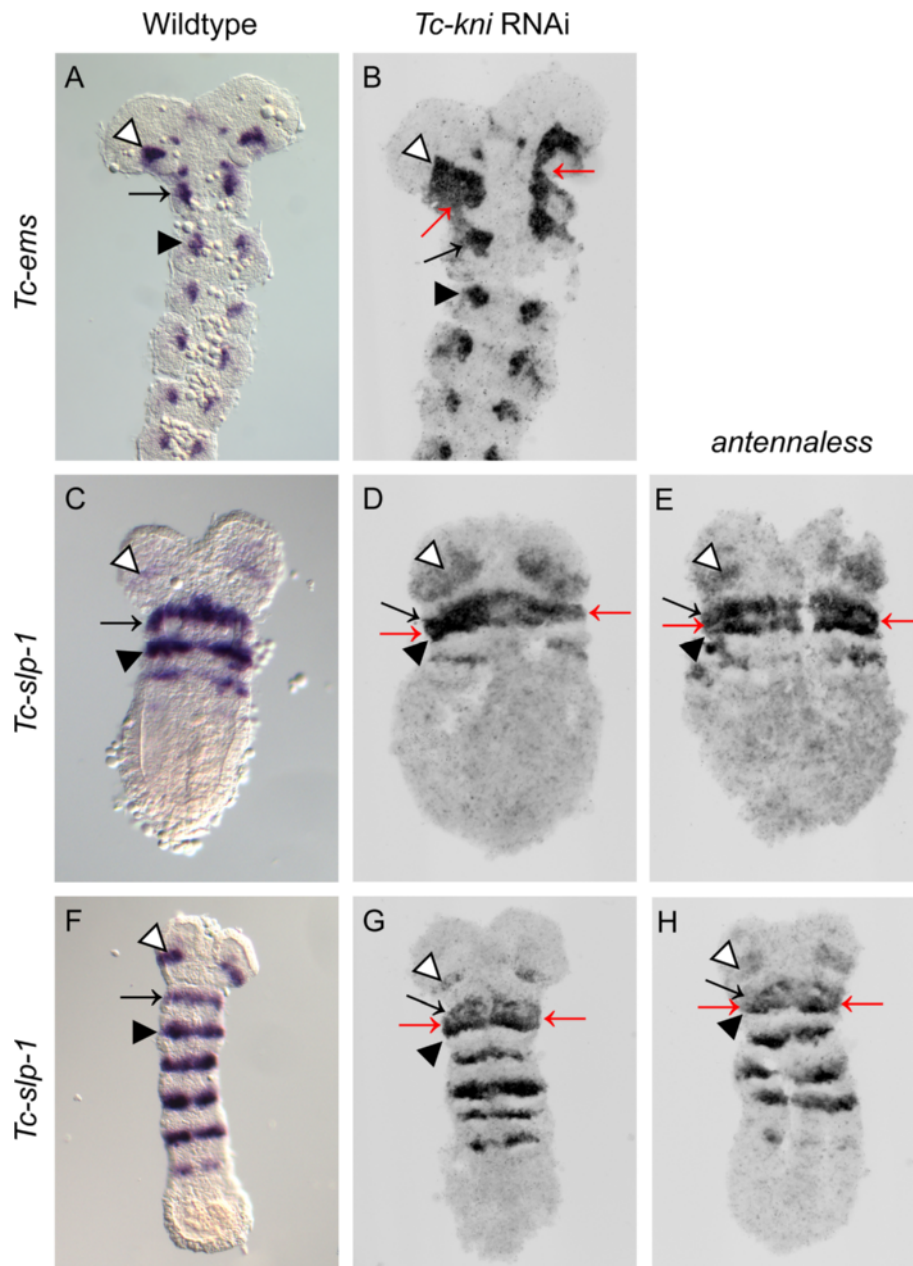 Wildtype Tc-kni RNAi
A B
Tc-ems
antennaless
C D E
Tc-slp-1
F G H
Tc-slp-1